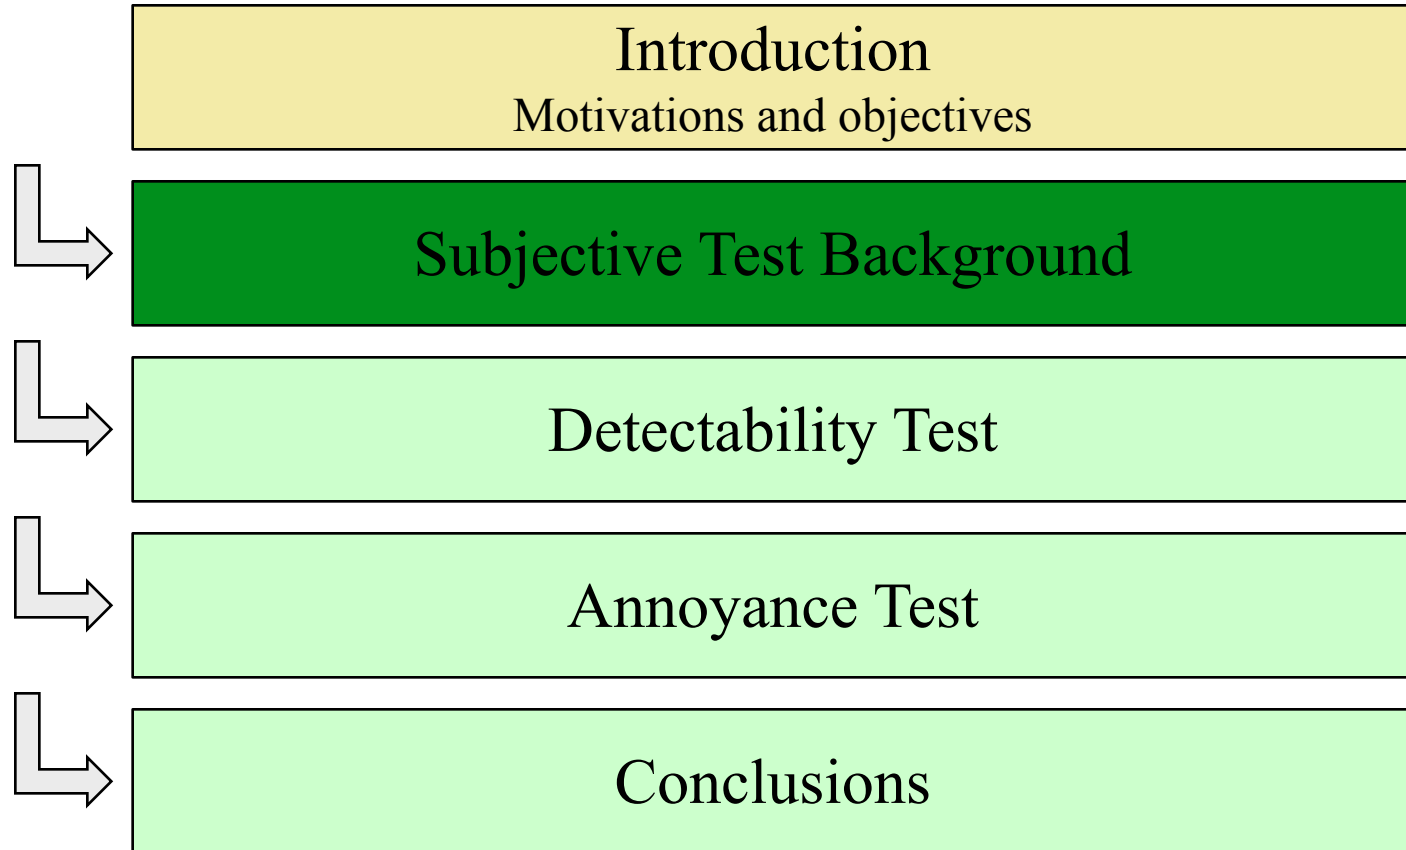 Introduction
Motivations and objectives
Subjective Test Background
Detectability Test
Annoyance Test
Conclusions